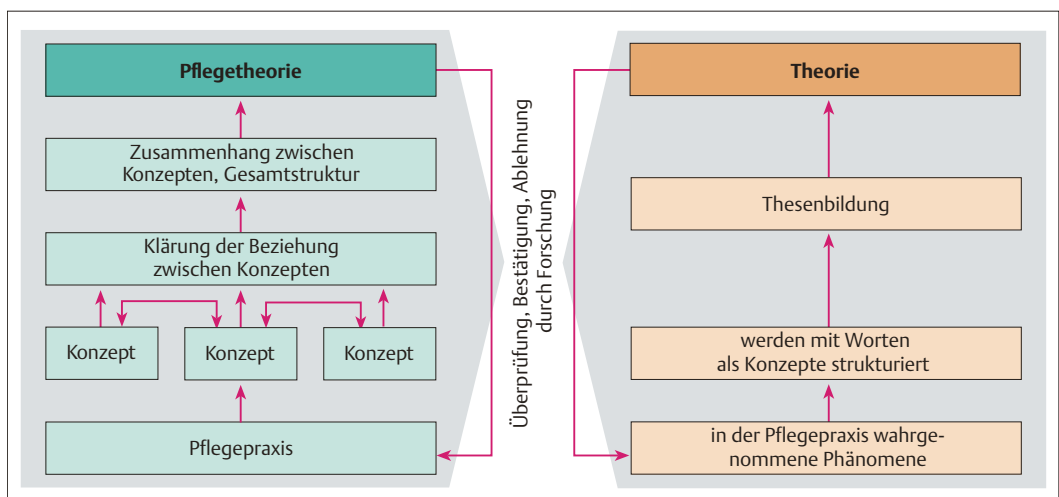 Pflegetheorie
Zusammenhang zwischen
Konzepten, Gesamtstruktur
Klärung der Beziehung
zwischen Konzepten
Konzept
Konzept
Konzept
Pflegepraxis
Überprüfung, Bestätigung, Ablehnung
durch Forschung
Theorie
Thesenbildung
werden mit Worten
als Konzepte strukturiert
in der Pflegepraxis wahrge-
nommene Phänomene